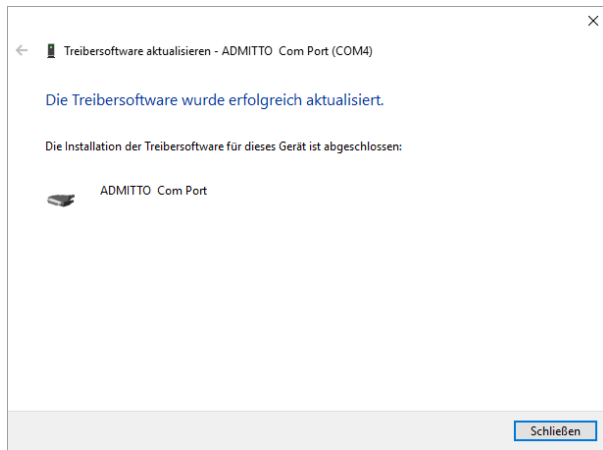 Treibersoftware aktualisieren - ADMITTO Com Port (COM4)
Die Treibersoftware wurde erfolgreich aktualisiert.
Die Installation der Treibersoftware für dieses Gerät ist abgeschlossen:
ADMITTO Com Port
Schließen